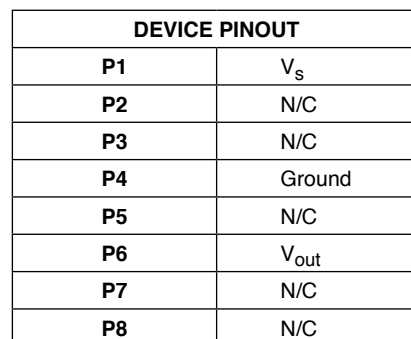 DEVICE PINOUT
P1 Vs
P2 N/C
P3 N/C
P4 Ground
P5 N/C
P6 Vout
P7 N/C
P8 N/C